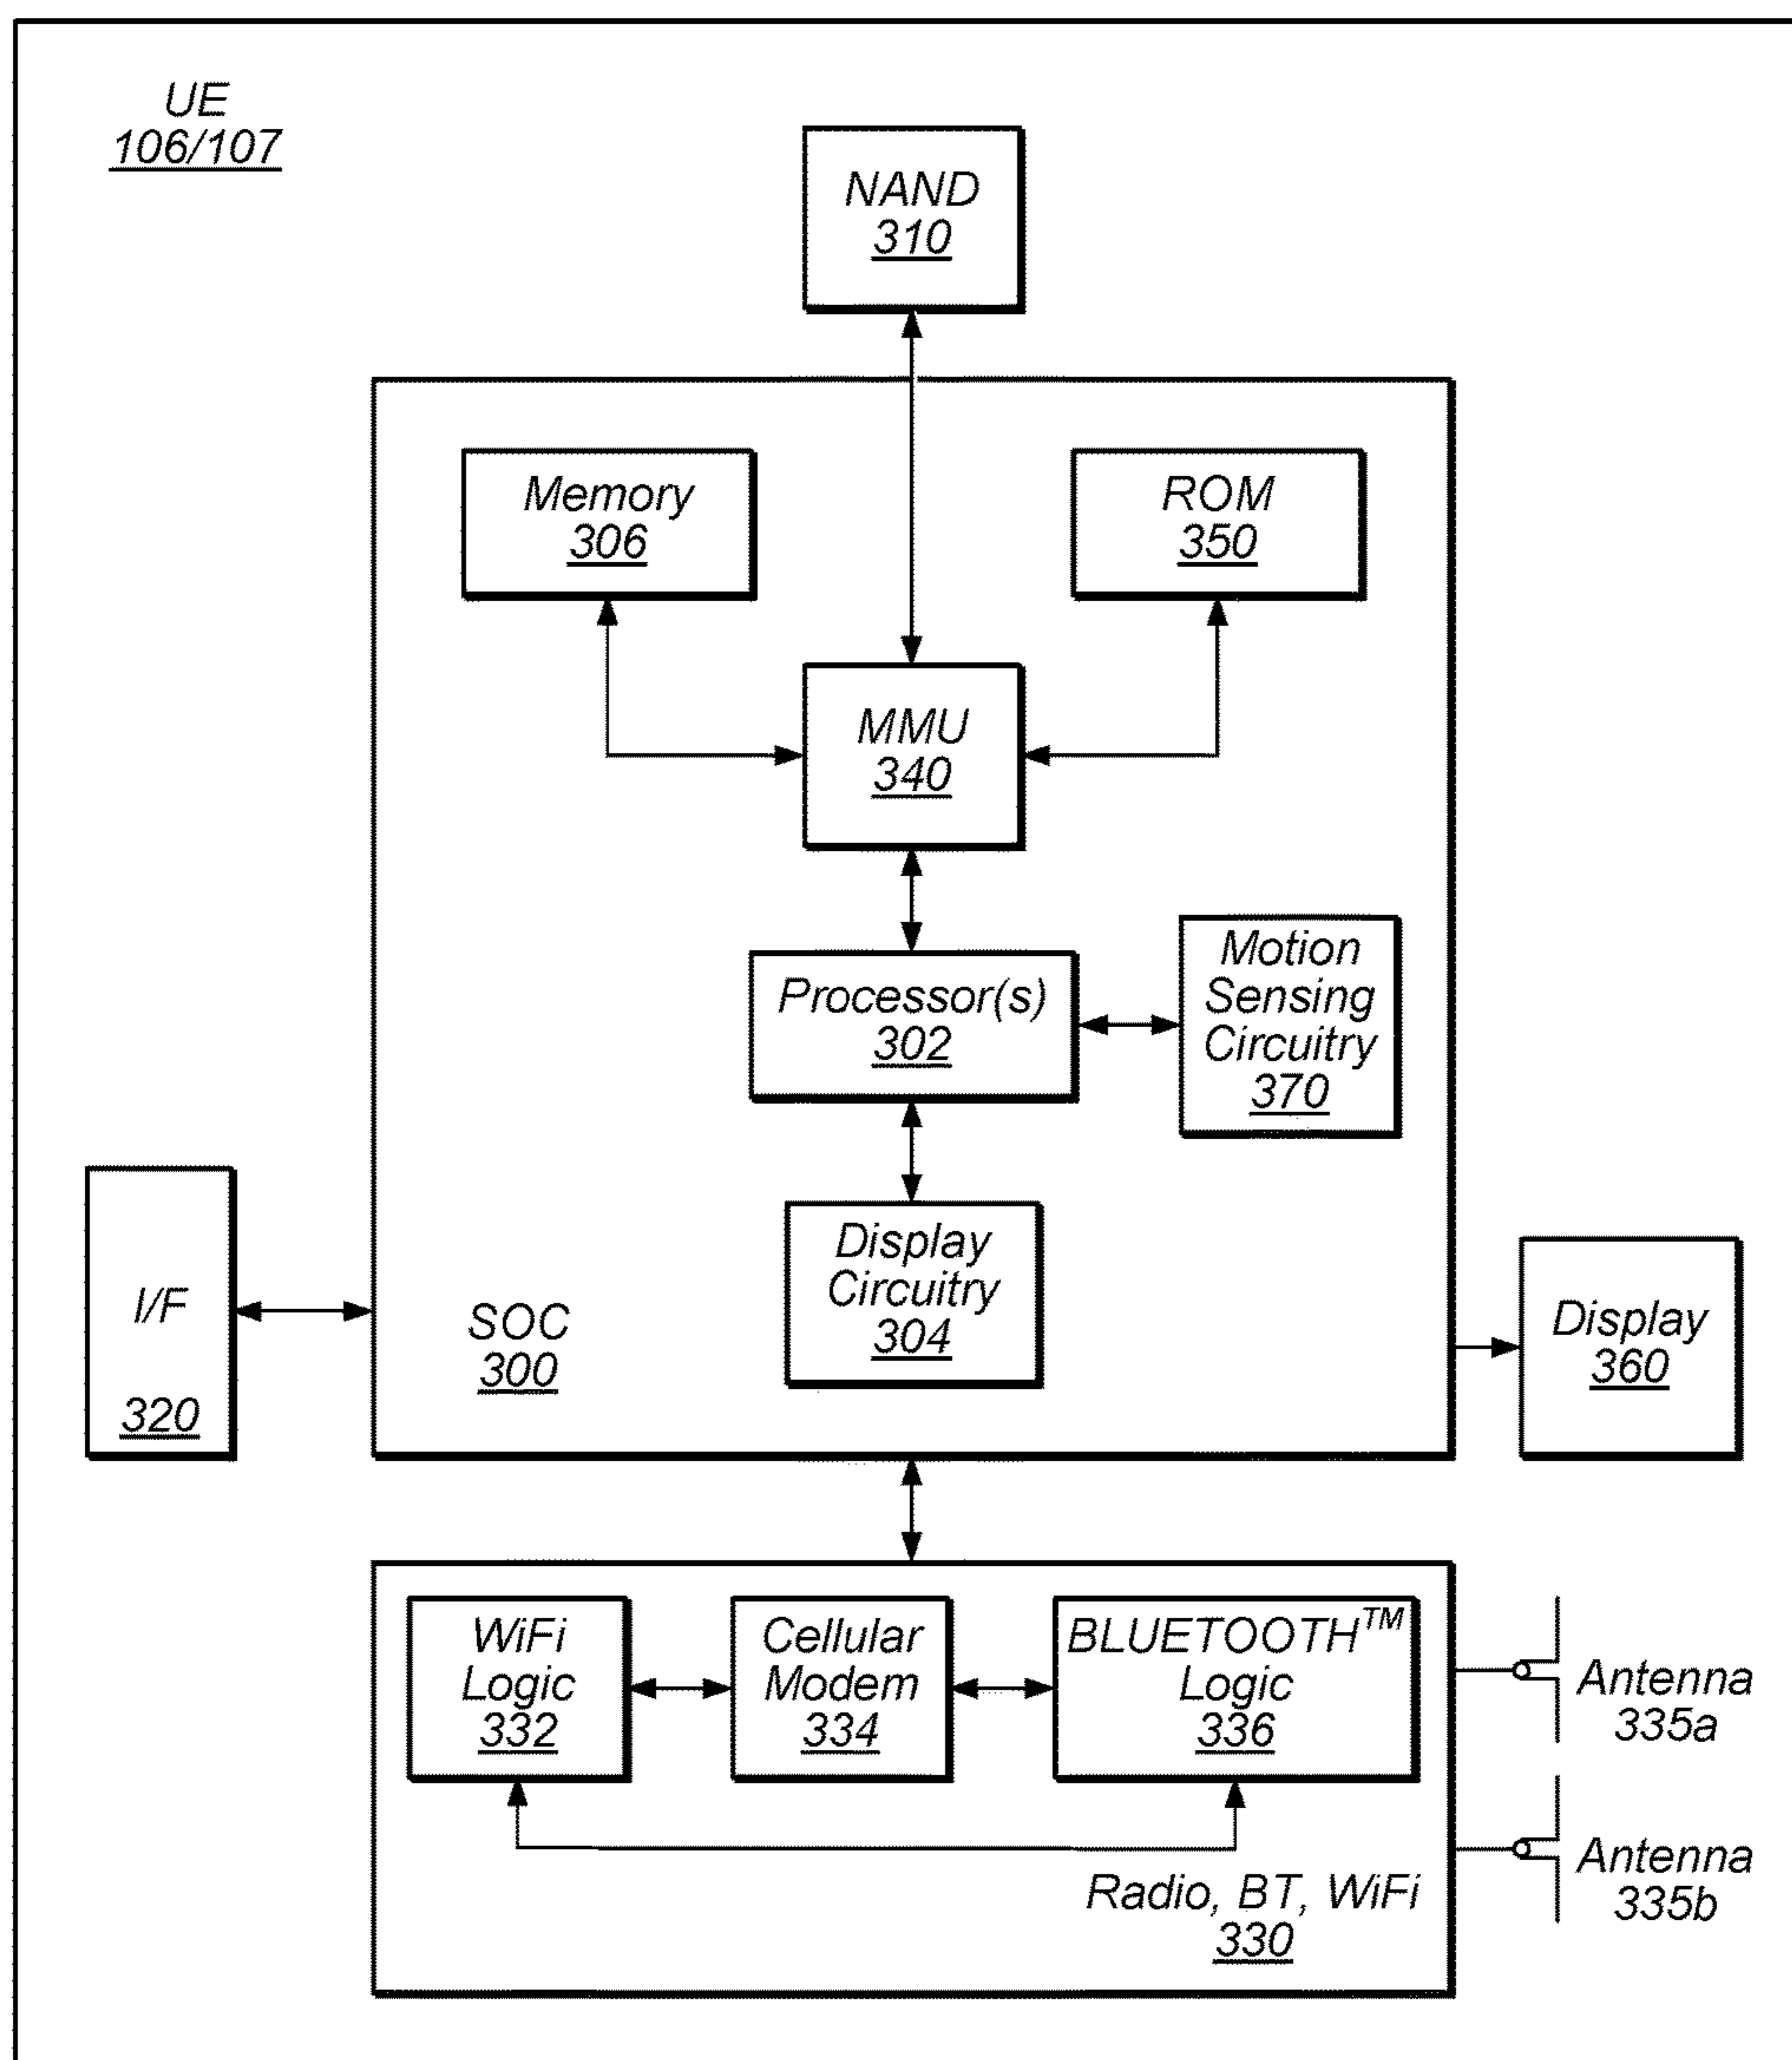 UE
106/107
NAND
310
Memory
306
ROM
350
MMU
340
Processor(s)
302
Motion
Sensing
Circuitry
370
Display
Circuitry
304
SOC
300
I/F
320
Display
360
WiFi
Logic
332
Cellular
Modem
334
BLUETOOTH™
Logic
336
Radio, BT, WiFi
330
Antenna
335a
Antenna
335b